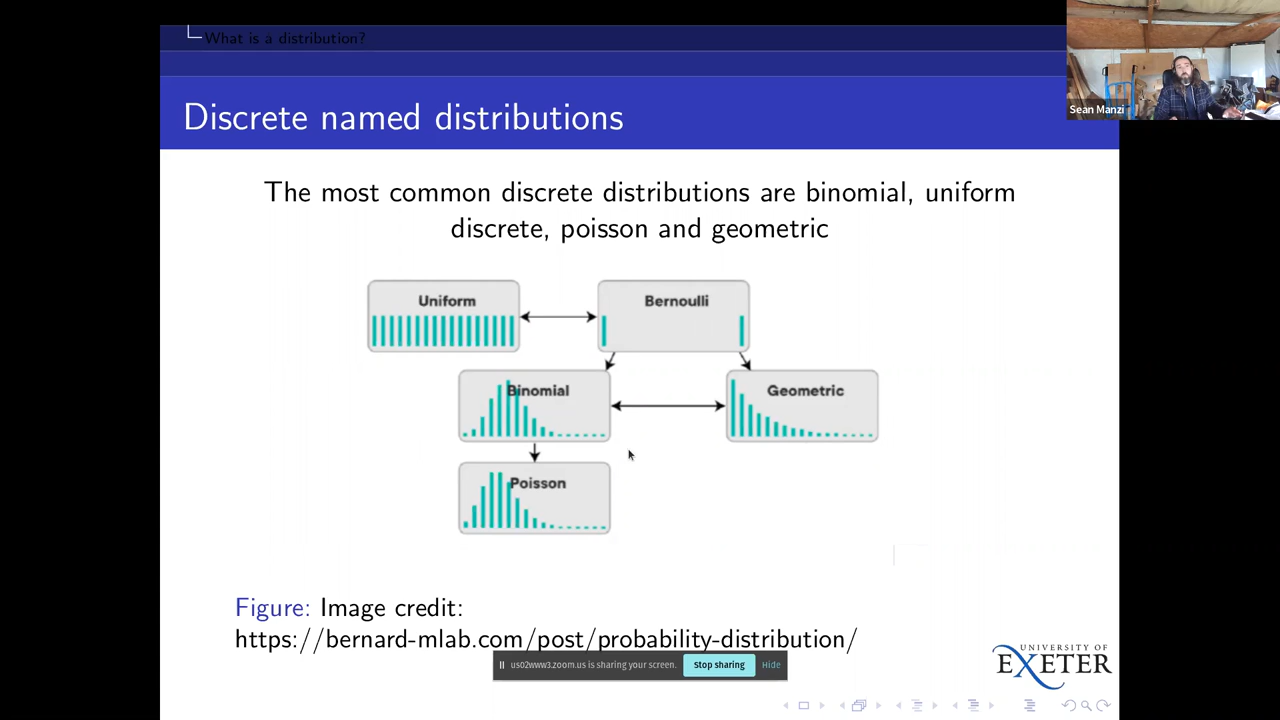 What is a distribution?
Sean Manzi
Discrete named distributions
The most common discrete distributions are binomial, uniform
discrete, poisson and geometric
Uniform
Bernoulli
Binomial
Geometric
Poisson
Figure: Image credit:
https://bernard-mlab.com/post/probability-distribution/
us02www3.zoom.us is sharing your screen.
Stop sharing
Hide
UNIVERSITY OF
EXETER